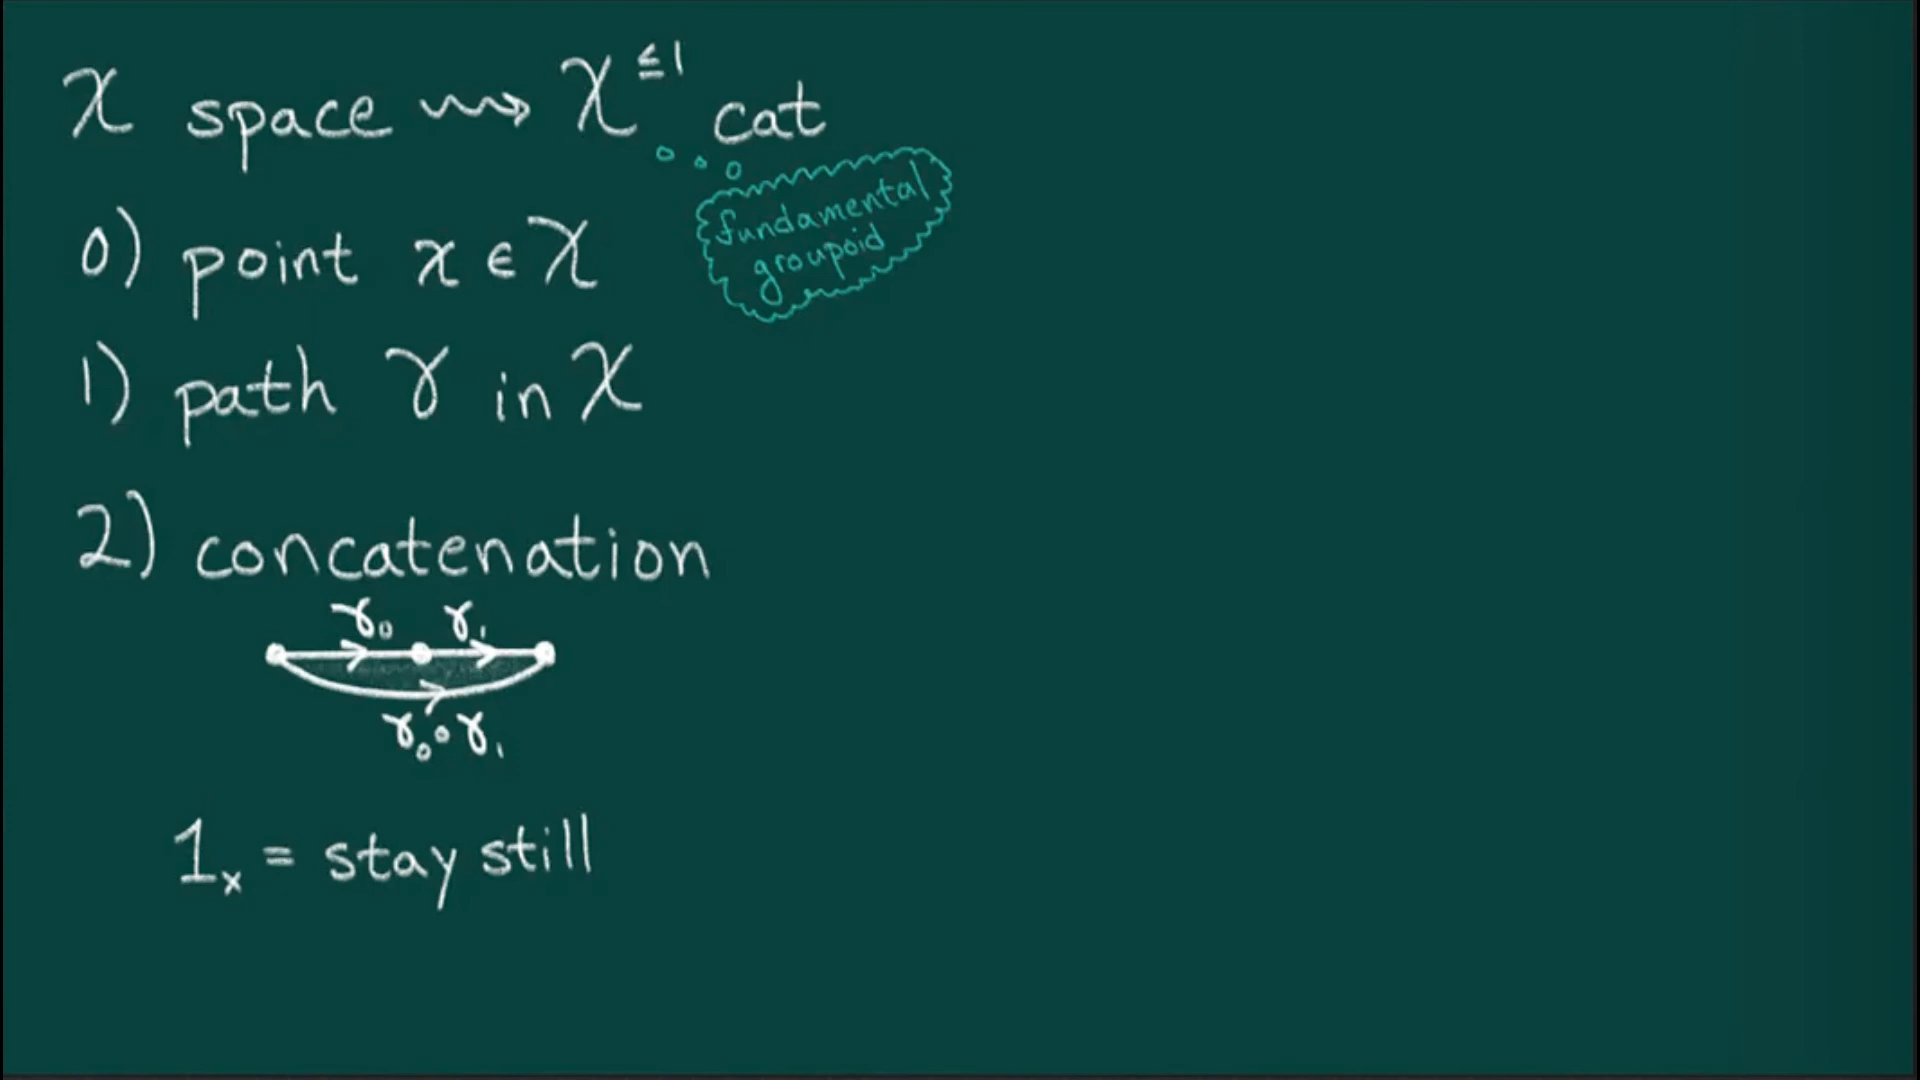 X space ⇝ X^≤1 cat
fundamental
groupoid
0) point x ∈ X
1) path γ in X
2) concatenation
γ₀ γ₁
γ₀∘γ₁
1ₓ = stay still